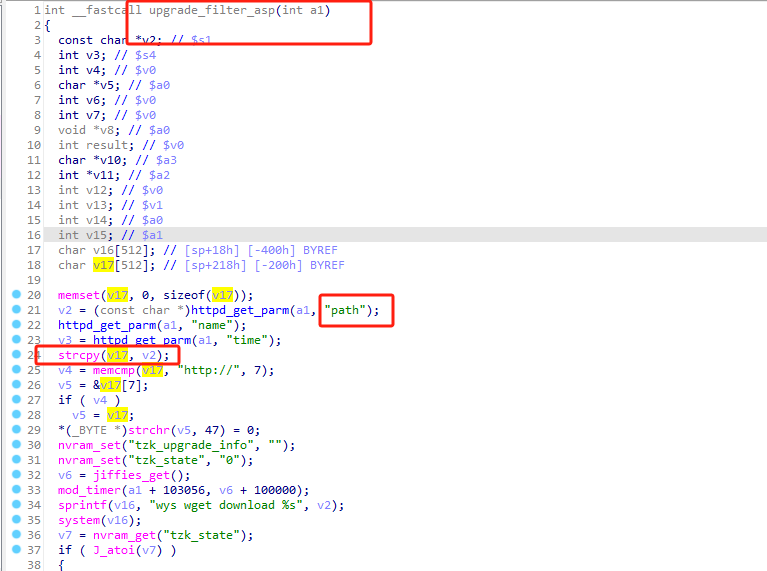 1 int __fastcall upgrade_filter_asp(int a1)
2 {
3 const char *v2; // $s1
4 int v3; // $s4
5 int v4; // $v0
6 char *v5; // $a0
7 int v6; // $v0
8 int v7; // $v0
9 void *v8; // $a0
10 int result; // $v0
11 char *v10; // $a3
12 int *v11; // $a2
13 int v12; // $v0
14 int v13; // $v1
15 int v14; // $a0
16 int v15; // $a1
17 char v16[512]; // [sp+18h] [-400h] BYREF
18 char v17[512]; // [sp+218h] [-200h] BYREF
19
20 memset(v17, 0, sizeof(v17));
21 v2 = (const char *)httpd_get_parm(a1, "path");
22 httpd_get_parm(a1, "name");
23 v3 = httpd_get_parm(a1, "time");
24 strcpy(v17, v2);
25 v4 = memcmp(v17, "http://", 7);
26 v5 = &v17[7];
27 if ( v4 )
28 v5 = v17;
29 *(_BYTE *)strchr(v5, 47) = 0;
30 nvram_set("tzk_upgrade_info", "");
31 nvram_set("tzk_state", "0");
32 v6 = jiffies_get();
33 mod_timer(a1 + 103056, v6 + 100000);
34 sprintf(v16, "wys wget download %s", v2);
35 system(v16);
36 v7 = nvram_get("tzk_state");
37 if ( J_atoi(v7) )
38 {